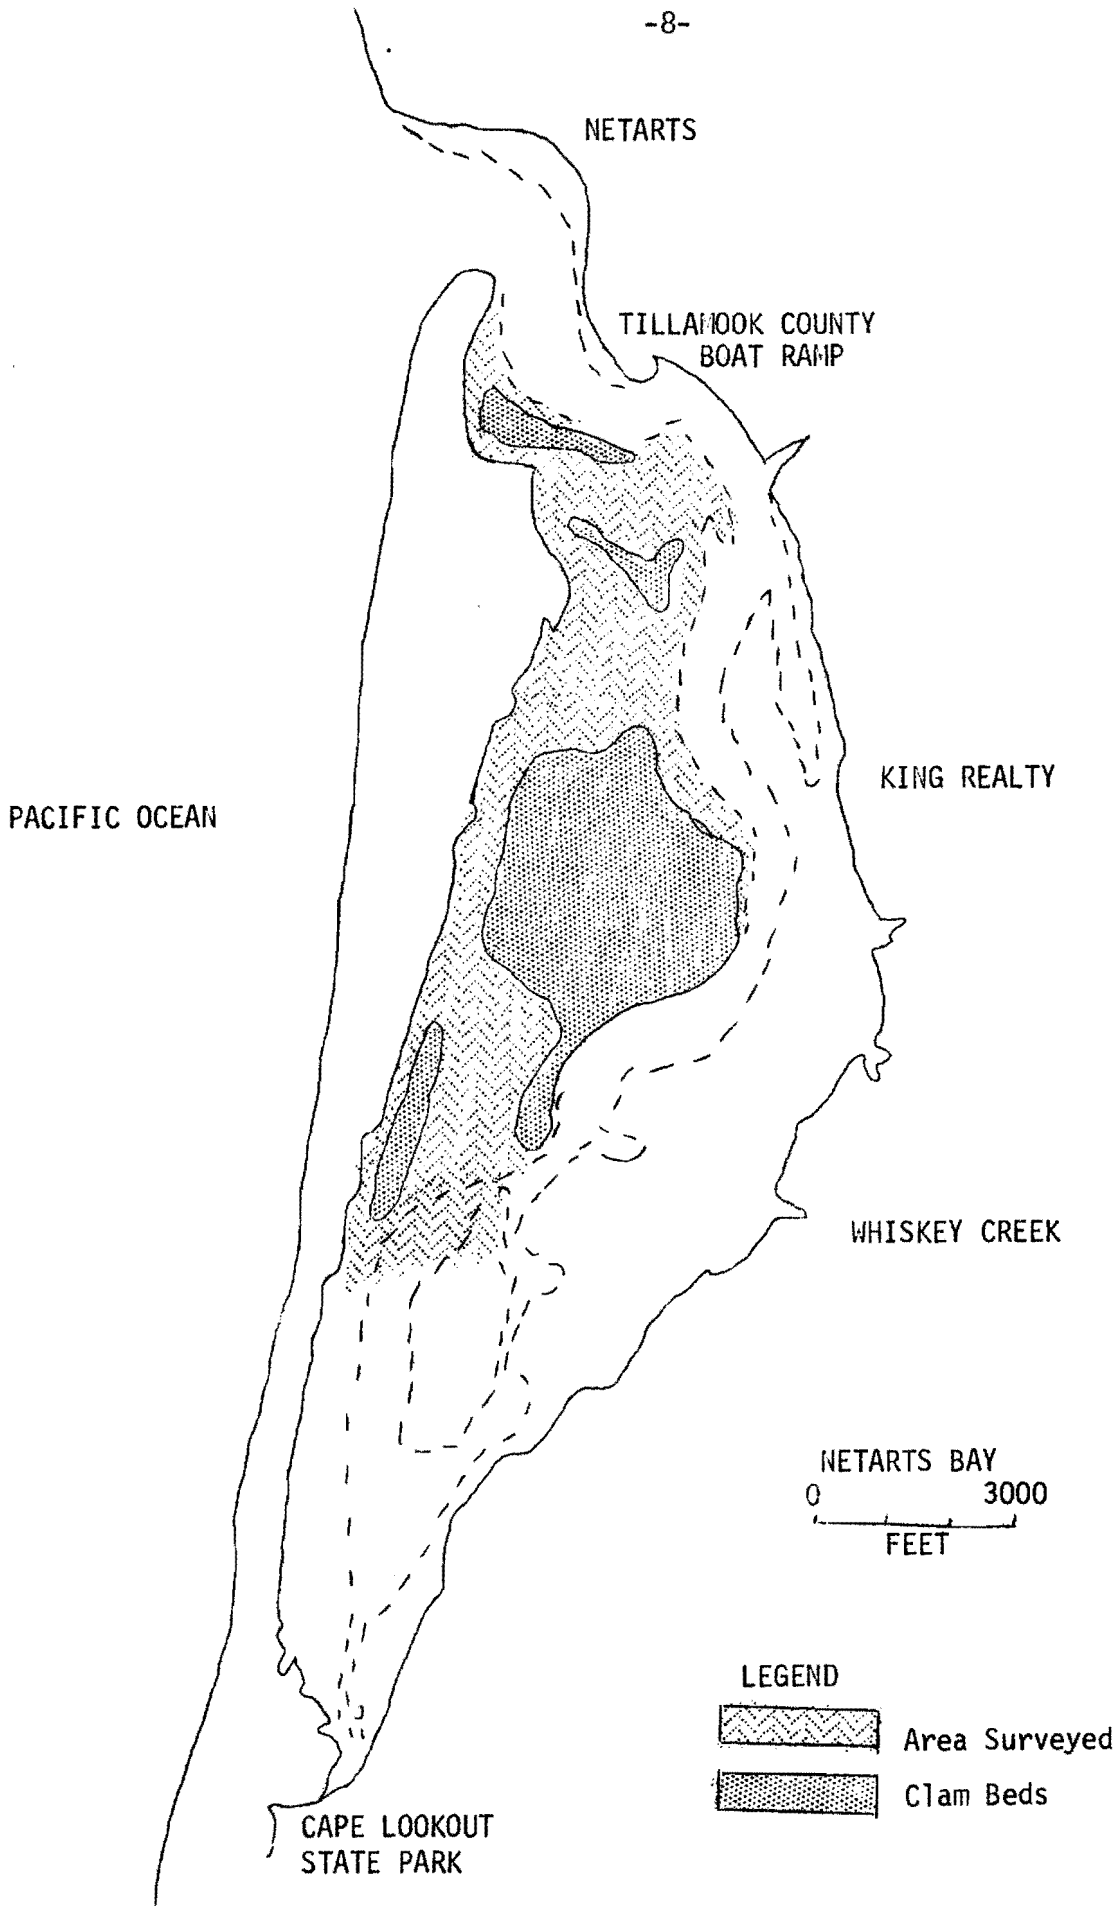 -8-
NETARTS
TILLAMOOK COUNTY
BOAT RAMP
KING REALTY
PACIFIC OCEAN
WHISKEY CREEK
NETARTS BAY
0 3000
FEET
LEGEND
Area Surveyed
Clam Beds
CAPE LOOKOUT
STATE PARK